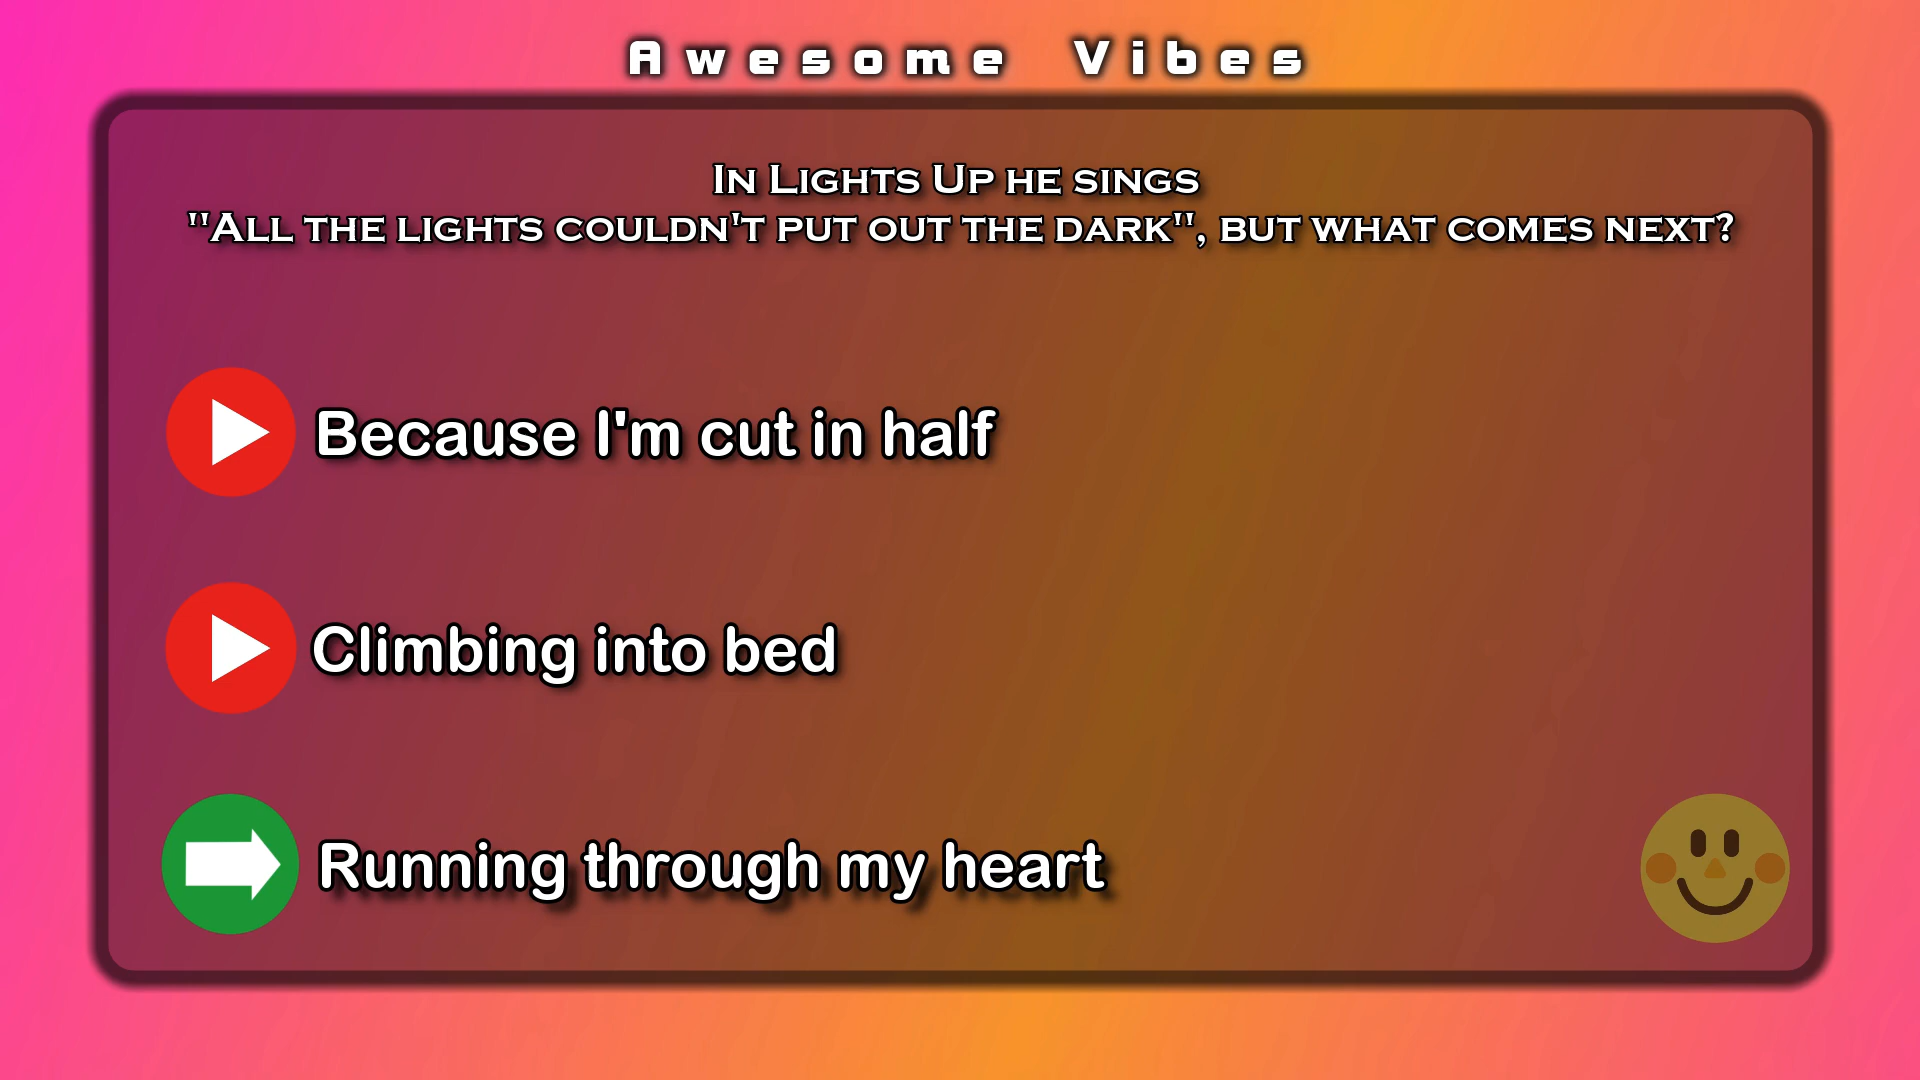 Awesome Vibes
In Lights Up he sings
"All the lights couldn't put out the dark", but what comes next?
Because I'm cut in half
Climbing into bed
Running through my heart